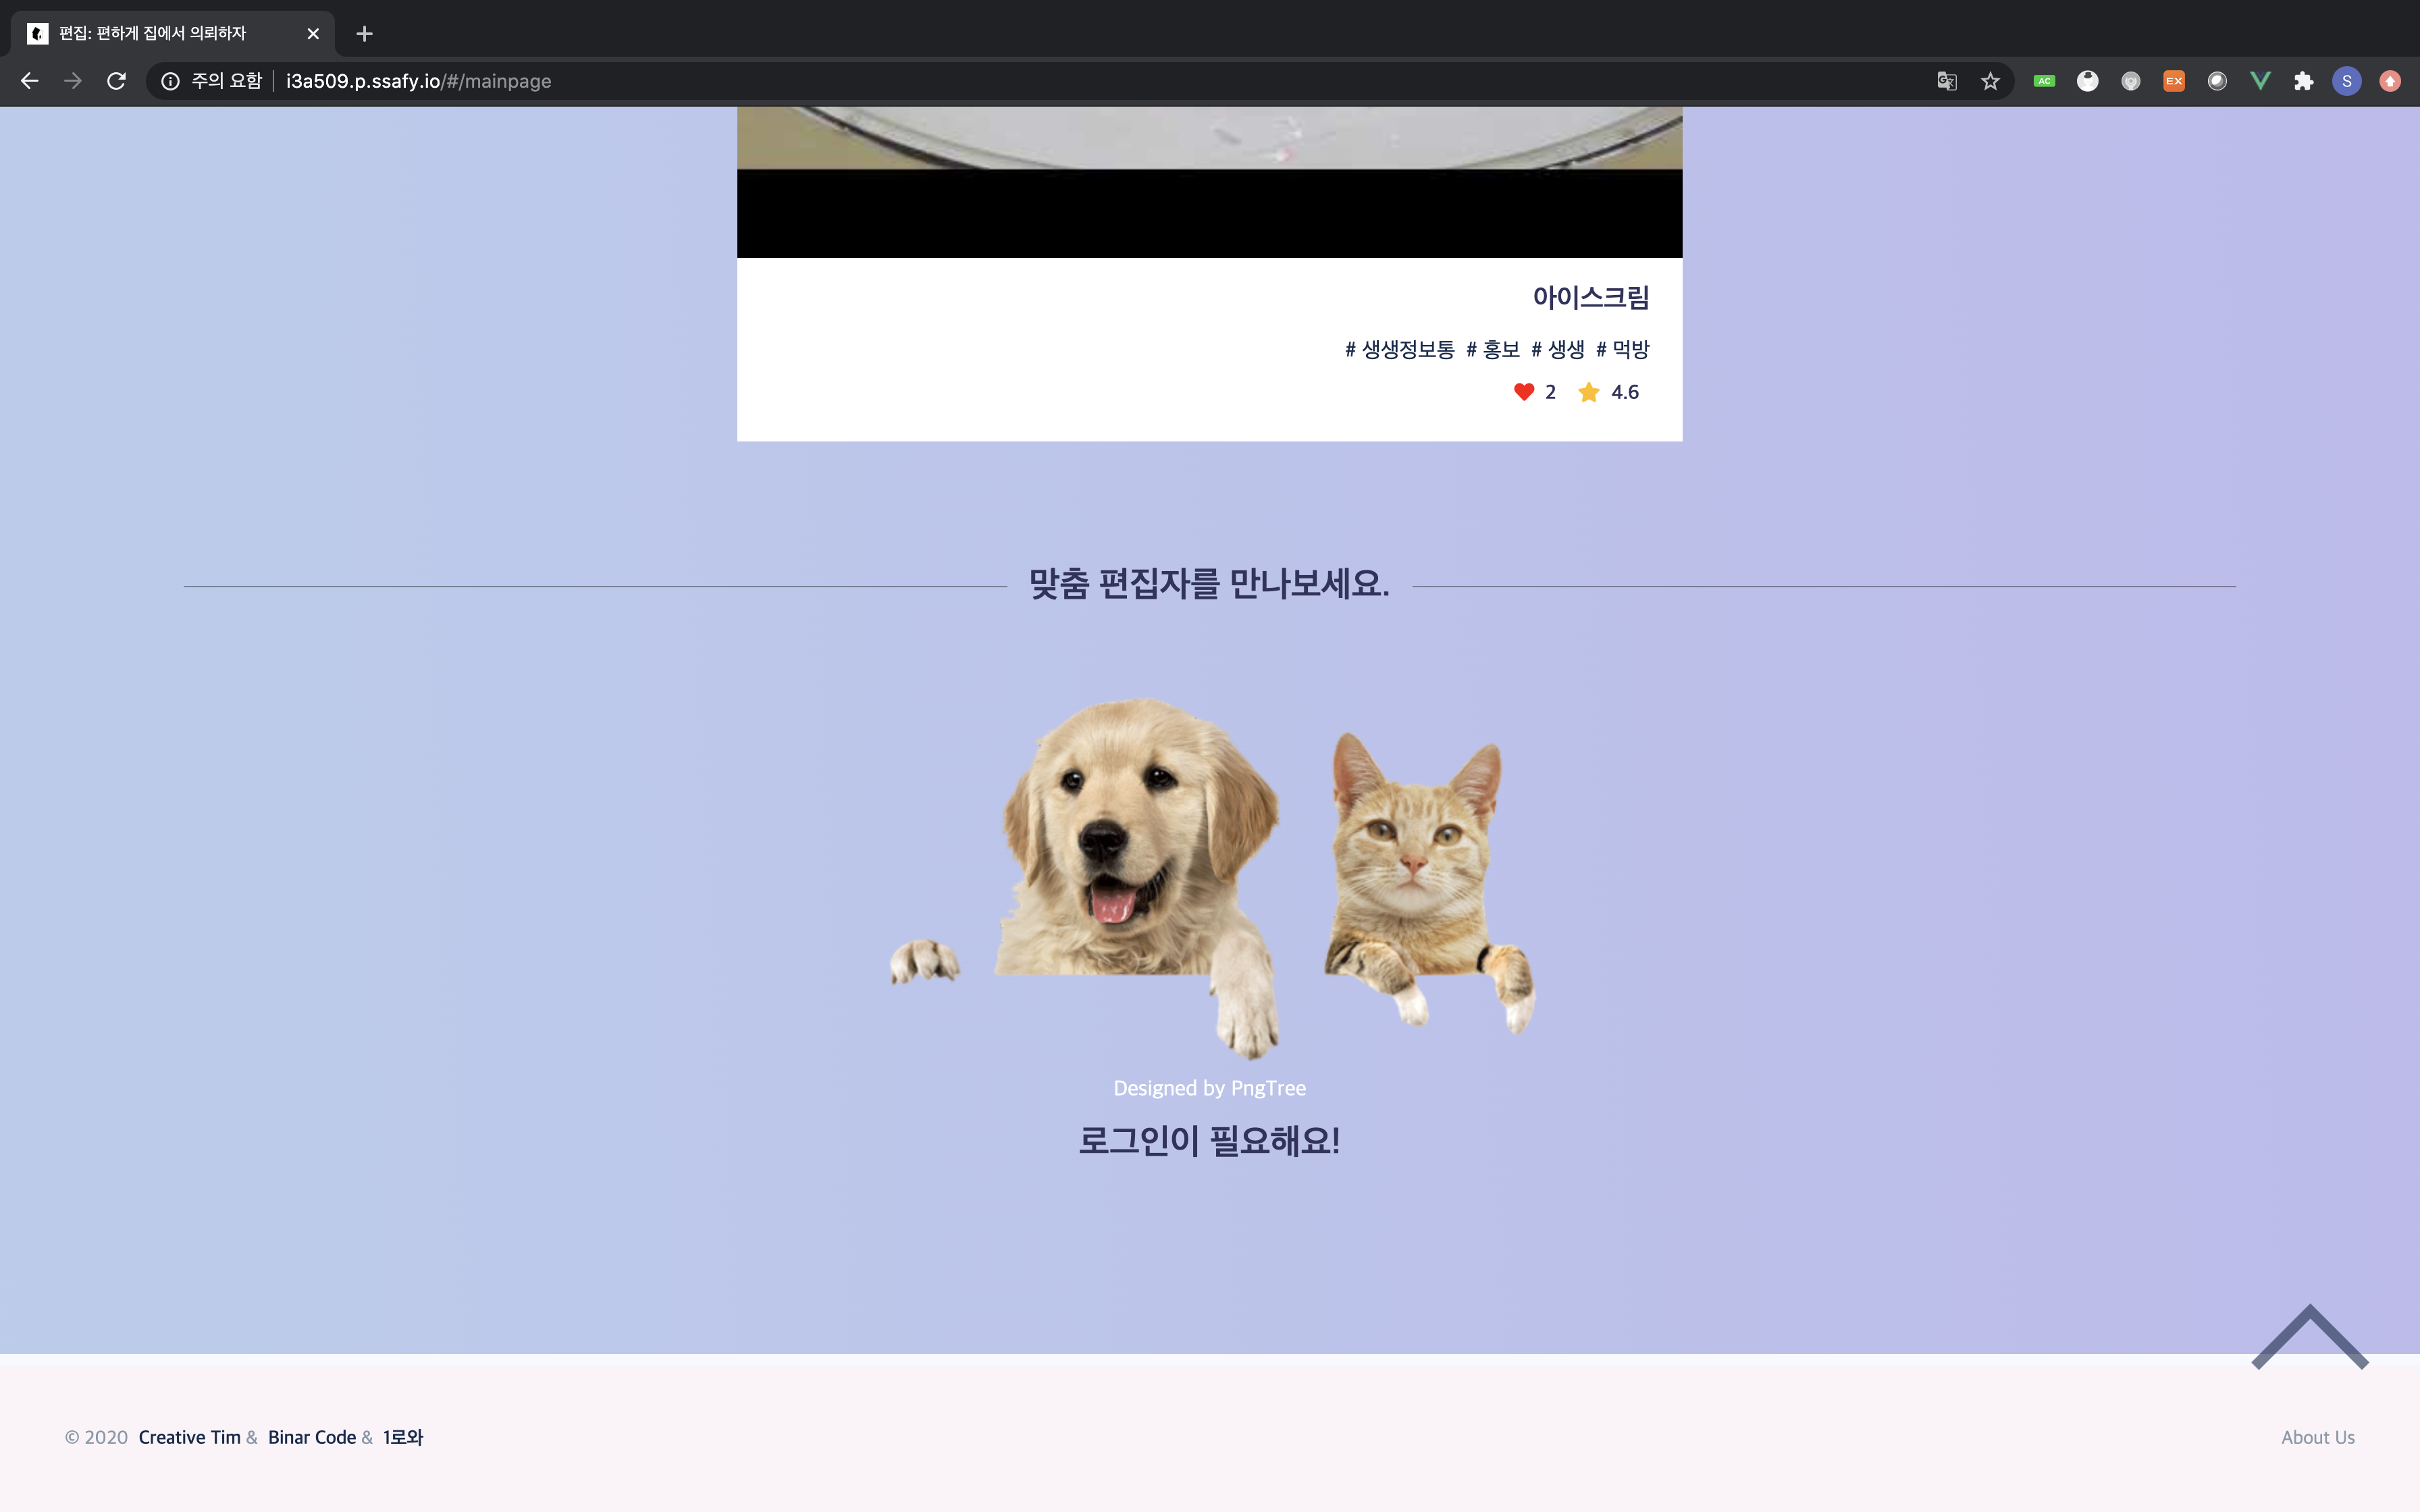 편집: 편하게 집에서 의뢰하자
주의 요함 i3a509.p.ssafy.io/#/mainpage
AC
EX
S
아이스크림
# 생생정보통 # 홍보 # 생생 # 먹방
2 4.6
맞춤 편집자를 만나보세요.
Designed by PngTree
로그인이 필요해요!
© 2020 Creative Tim & Binar Code & 1로와
About Us